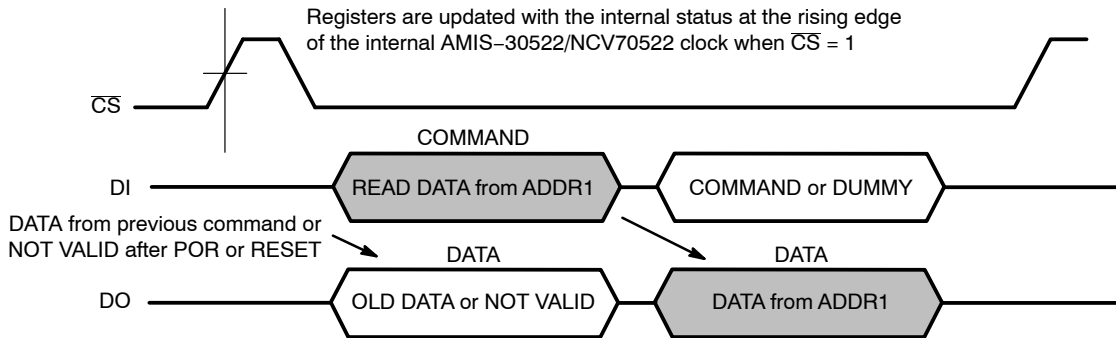 Registers are updated with the internal status at the rising edge
of the internal AMIS−30522/NCV70522 clock when C̅S̅ = 1
C̅S̅
COMMAND
DI
READ DATA from ADDR1
COMMAND or DUMMY
DATA from previous command or
NOT VALID after POR or RESET
DATA
DATA
DO
OLD DATA or NOT VALID
DATA from ADDR1